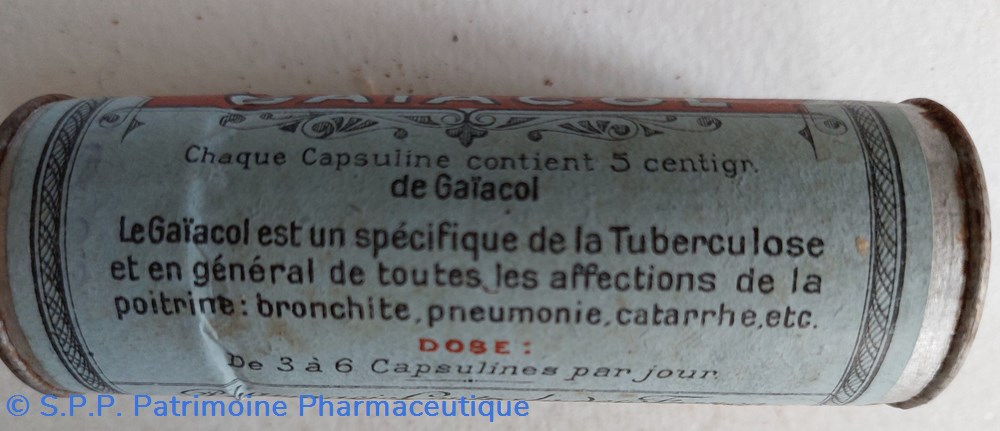 GAÏACOL
Chaque Capsuline contient 5 centigr.
de Gaïacol
Le Gaïacol est un spécifique de la Tuberculose
et en général de toutes les affections de la
poitrine: bronchite, pneumonie, catarrhe, etc.
DOSE:
De 3 à 6 Capsulines par jour.
© S.P.P. Patrimoine Pharmaceutique